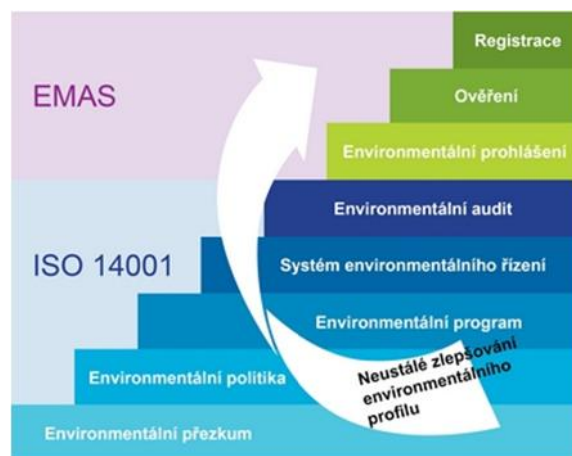 Registrace
EMAS
Ověření
Environmentální prohlášení
Environmentální audit
ISO 14001
Systém environmentálního řízení
Environmentální program
Neustálé zlepšování
environmentálního
profilu
Environmentální politika
Environmentální přezkum